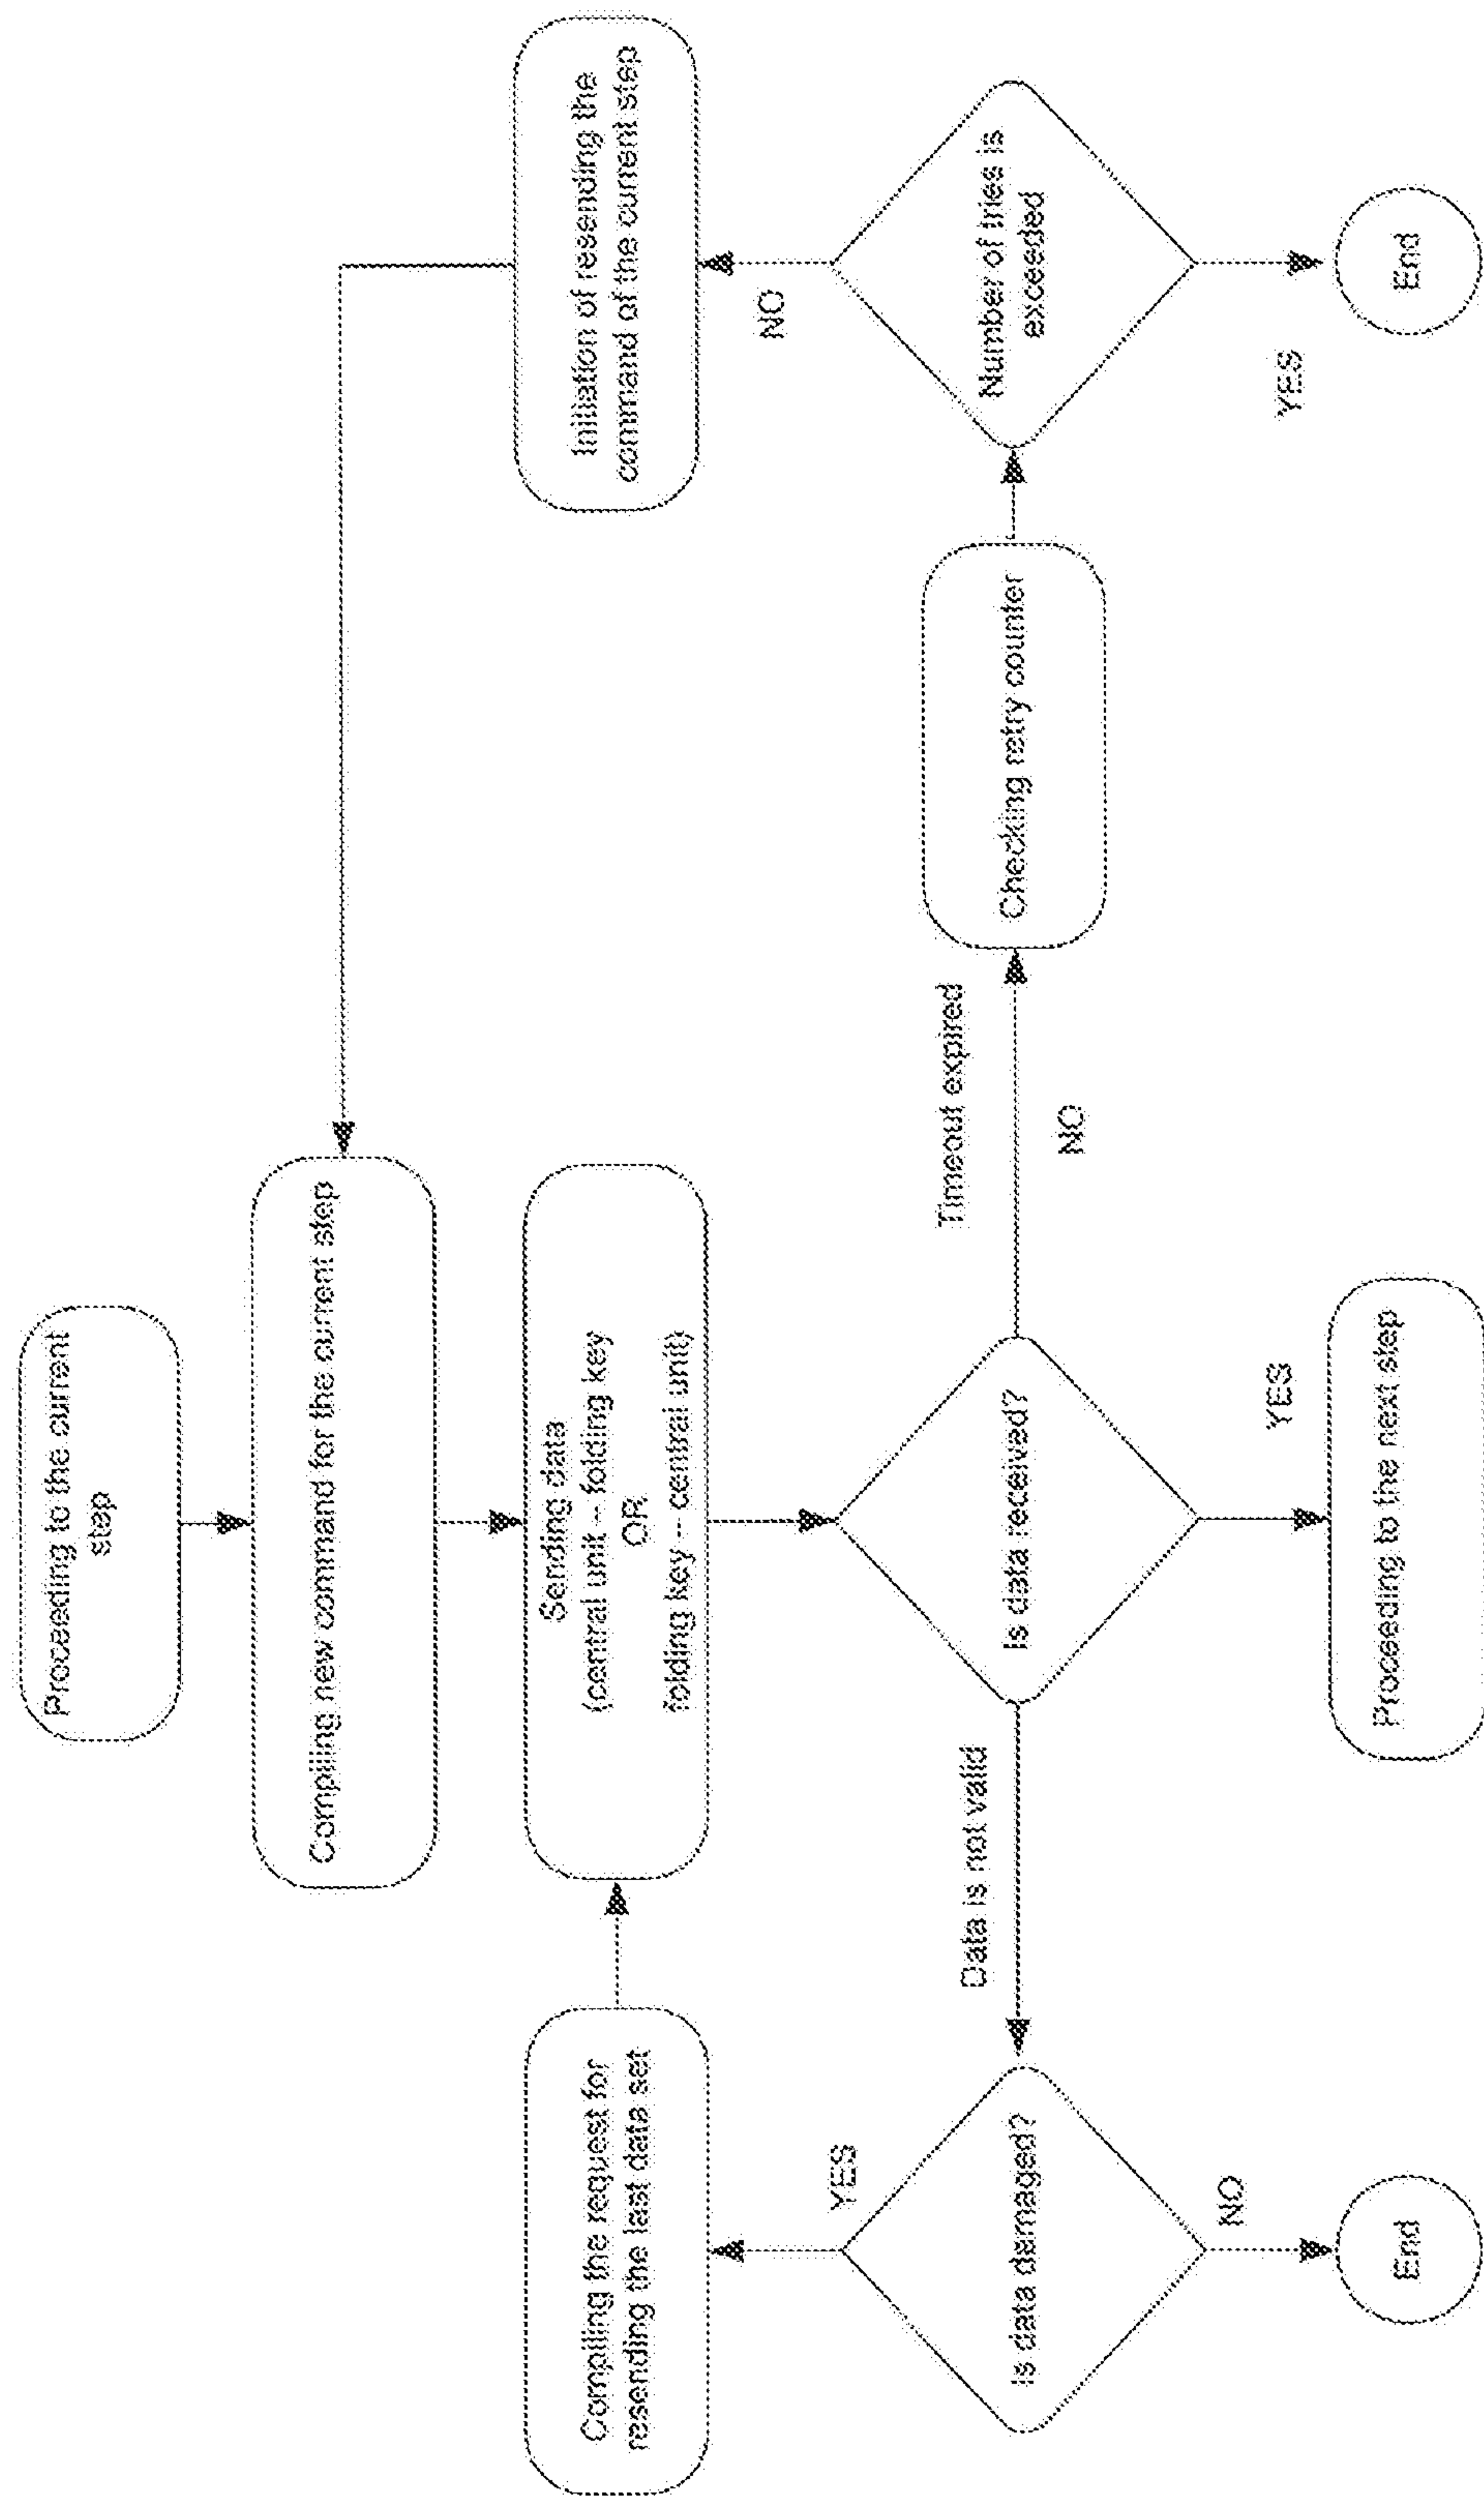 Proceeding to the current
step
Compiling new command for the current step
Initiation of resending the
command of the current step
Compiling the request for
resending the last data set
Sending data
(central unit – folding key
OR
folding key – central unit)
YES
NO
Data is not valid
Timeout expired
NO
Is data damaged?
Is data received?
Checking retry counter
Number of tries is
exceeded
NO
YES
YES
End
Proceeding to the next step
End